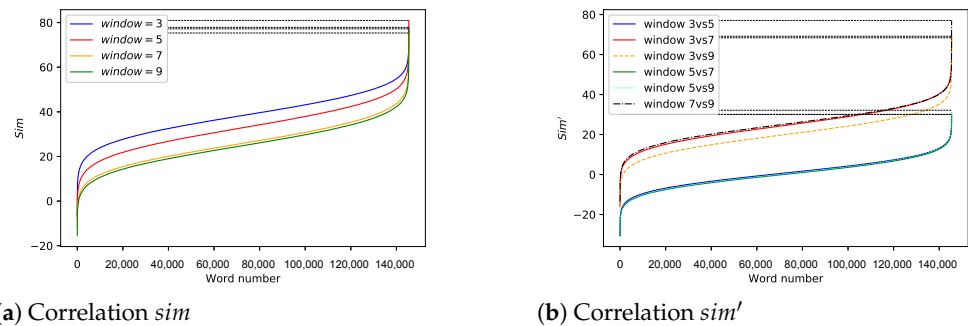 80
60
40
20
0
−20
Sim
window = 3
window = 5
window = 7
window = 9
0 20,000 40,000 60,000 80,000 100,000 120,000 140,000
Word number
80
60
40
20
0
−20
Sim′
window 3vs5
window 3vs7
window 3vs9
window 5vs7
window 5vs9
window 7vs9
0 20,000 40,000 60,000 80,000 100,000 120,000 140,000
Word number
(a) Correlation sim
(b) Correlation sim′